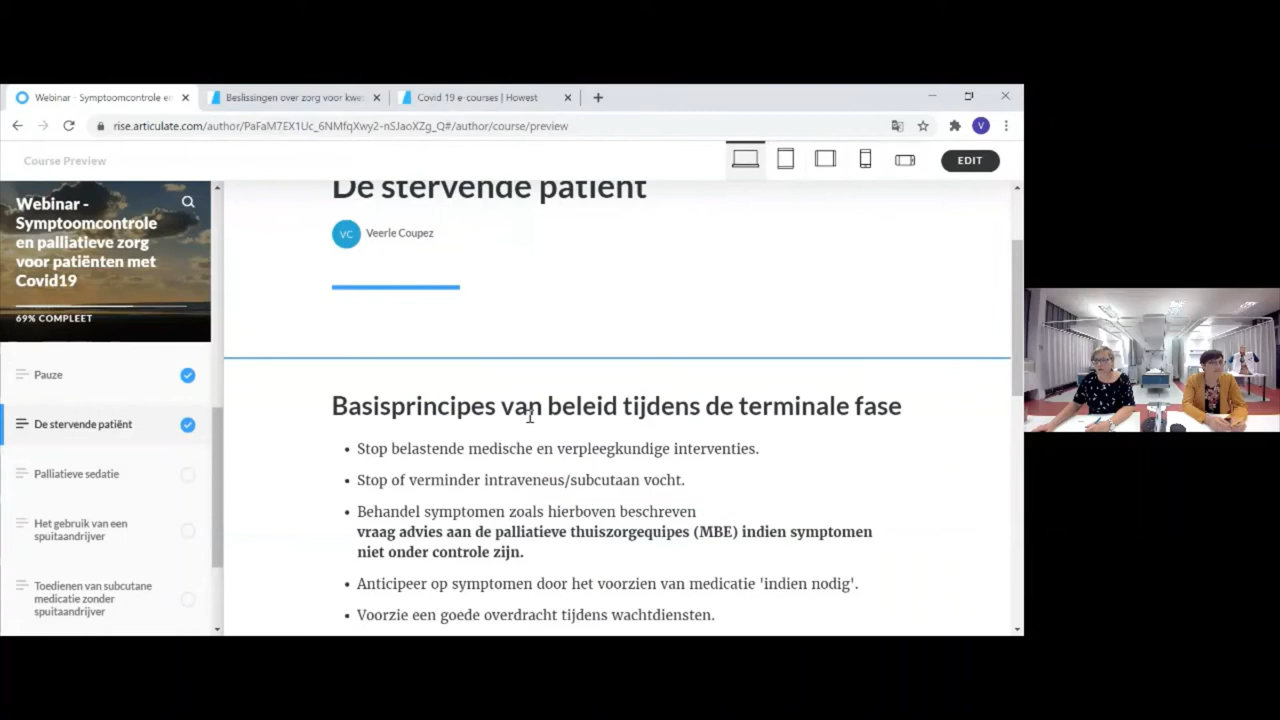 Webinar - Symptoomcontrole en
Beslissingen over zorg voor kwe
Covid 19 e-courses | Howest
rise.articulate.com/author/PaFaM7EX1Uc_6NMfqXwy2-nSJaoXZg_Q#/author/course/preview
V
Course Preview
EDIT
Webinar -
Symptoomcontrole
en palliatieve zorg
voor patiënten met
Covid19
69% COMPLEET
Pauze
De stervende patiënt
Palliatieve sedatie
Het gebruik van een
spuitaandrijver
Toedienen van subcutane
medicatie zonder
spuitaandrijver
De stervende patiënt
VC
Veerle Coupez
Basisprincipes van beleid tijdens de terminale fase
• Stop belastende medische en verpleegkundige interventies.
• Stop of verminder intraveneus/subcutaan vocht.
• Behandel symptomen zoals hierboven beschreven
vraag advies aan de palliatieve thuiszorgequipes (MBE) indien symptomen
niet onder controle zijn.
• Anticipeer op symptomen door het voorzien van medicatie 'indien nodig'.
• Voorzie een goede overdracht tijdens wachtdiensten.